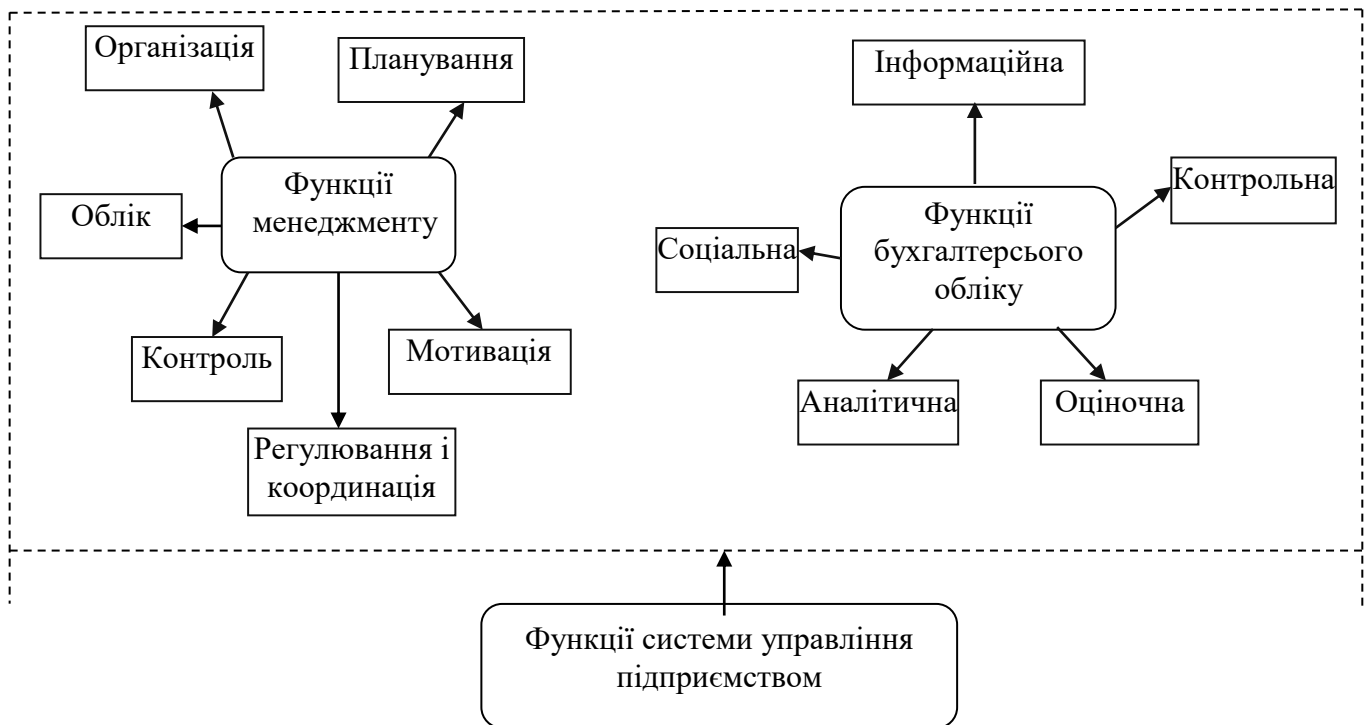 Організація
Планування
Інформаційна
Функції
менеджменту
Контрольна
Облік
Функції
бухгалтерсього
обліку
Соціальна
Контроль
Мотивація
Аналітична
Оціночна
Регулювання і
координація
Функції системи управління
підприємством